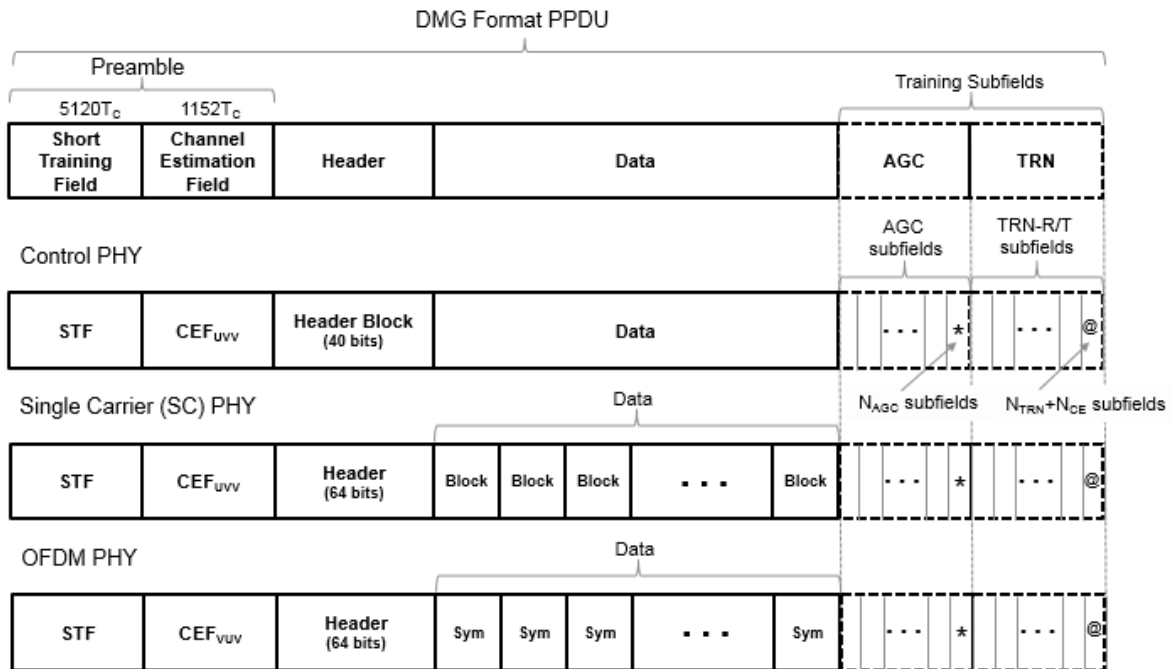 DMG Format PPDU
Preamble
Training Subfields
5120T_C 1152T_C
Short Training Field
Channel Estimation Field
Header
Data
AGC
TRN
AGC subfields
TRN-R/T subfields
Control PHY
STF
CEF_UVV
Header Block (40 bits)
Data
- - -
*
- - -
@
N_AGC subfields
N_TRN+N_CE subfields
Single Carrier (SC) PHY
Data
STF
CEF_UVV
Header (64 bits)
Block
Block
Block
- - -
Block
- - -
*
- - -
@
OFDM PHY
Data
STF
CEF_VUV
Header (64 bits)
Sym
Sym
Sym
- - -
Sym
- - -
*
- - -
@